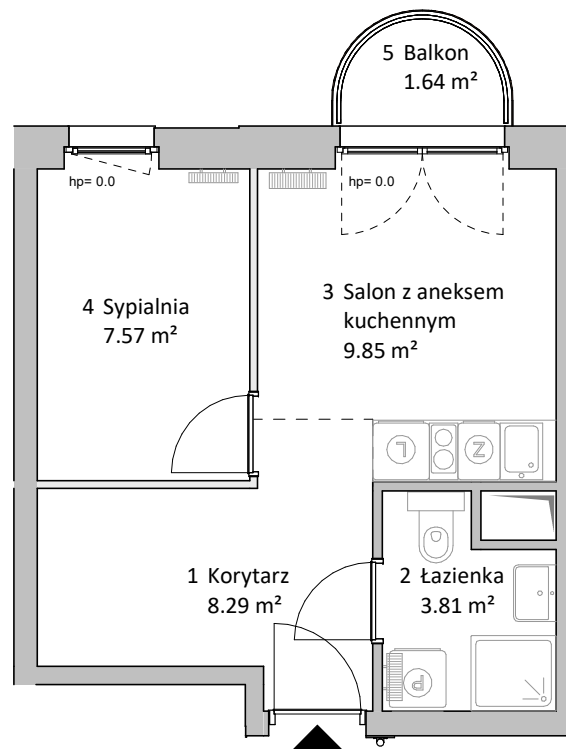 5 Balkon
1.64 m²
hp= 0.0
hp= 0.0
4 Sypialnia
7.57 m²
3 Salon z aneksem
kuchennym
9.85 m²
L
Z
1 Korytarz
8.29 m²
2 Łazienka
3.81 m²
P